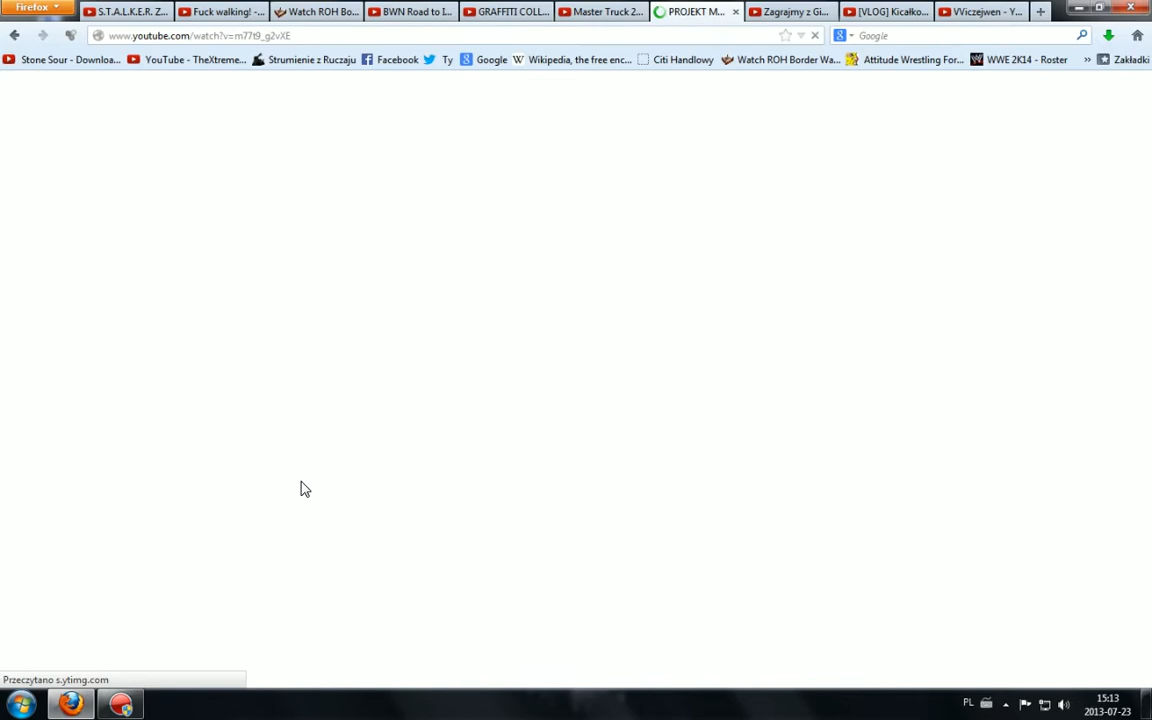 Firefox
S.T.A.L.K.E.R. Z... Fuck walking! -... Watch ROH Bo... BWN Road to I... GRAFFITI COLL... Master Truck 2... PROJEKT M... Zagrajmy z Gi... [VLOG] Kicałko... VViczejwen - Y...
www.youtube.com/watch?v=m77t9_g2vXE Google
Stone Sour - Downloa... YouTube - TheXtreme... Strumienie z Ruczaju Facebook Ty Google Wikipedia, the free enc... Citi Handlowy Watch ROH Border Wa... Attitude Wrestling For... WWE 2K14 - Roster » Zakładki
Przeczytano s.ytimg.com
PL 15:13
2013-07-23